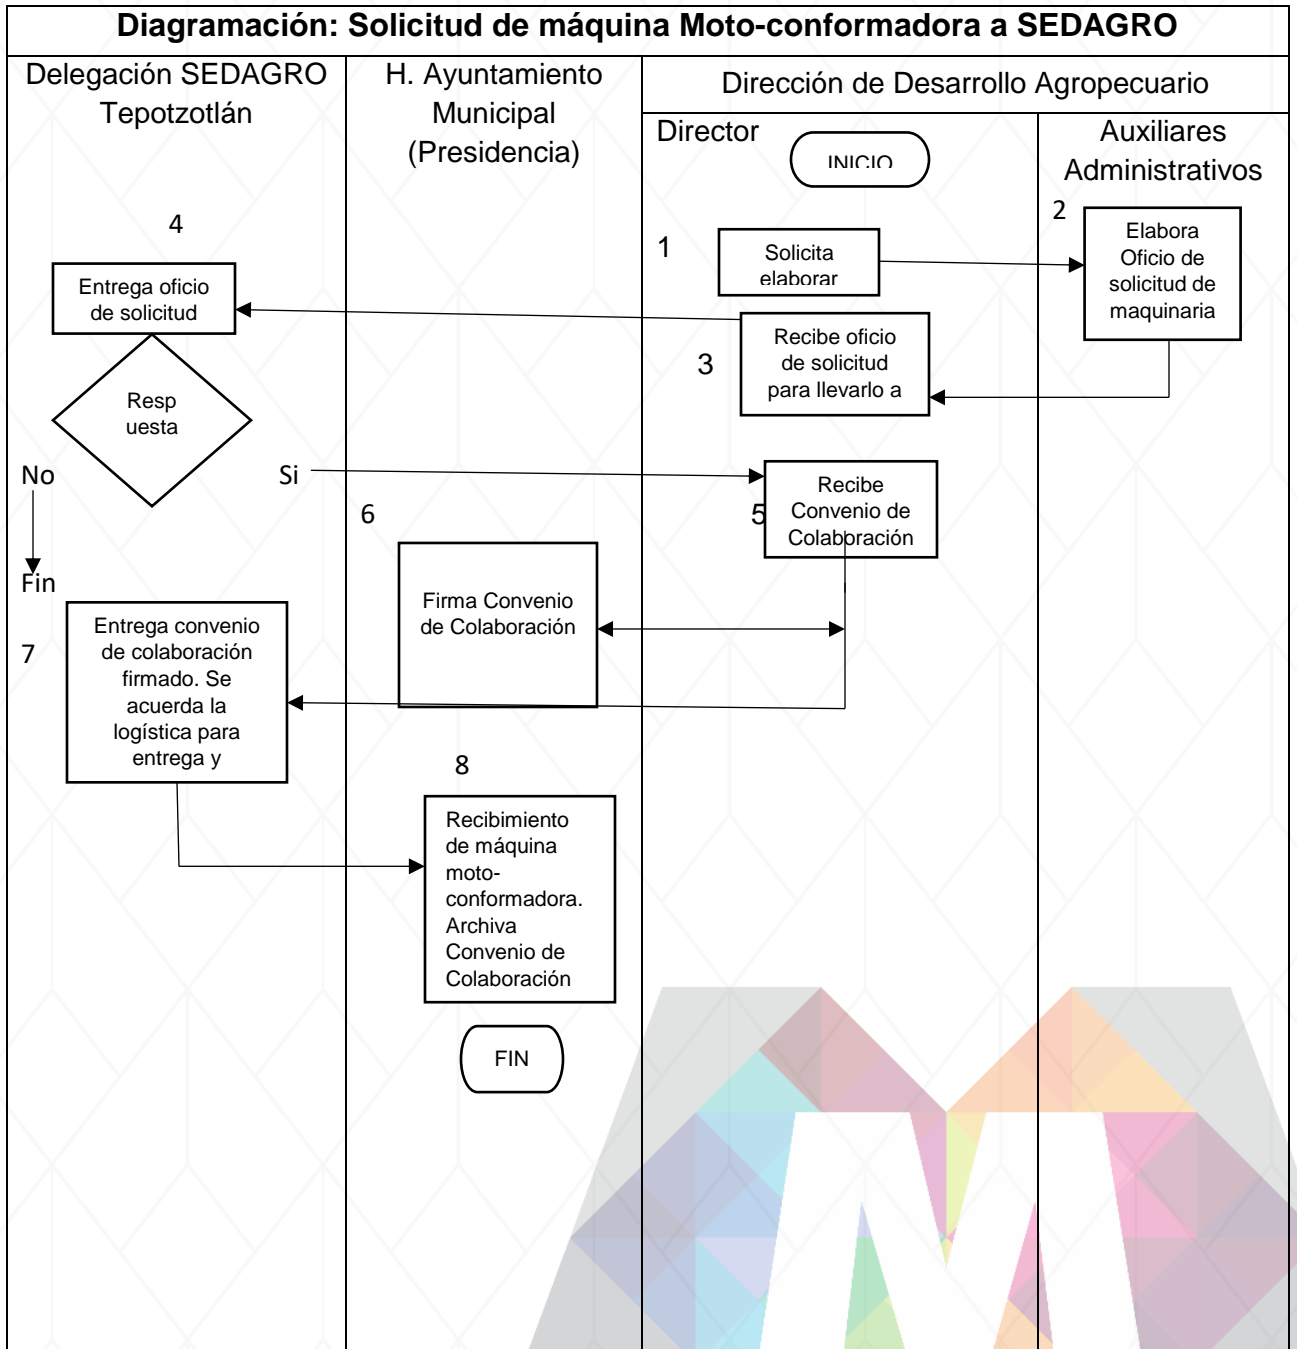 Diagramación: Solicitud de máquina Moto-conformadora a SEDAGRO
Delegación SEDAGRO
Tepotzotlán
H. Ayuntamiento
Municipal
(Presidencia)
Dirección de Desarrollo Agropecuario
Director
Auxiliares
Administrativos
INICIO
1
Solicita
elaborar
2
Elabora
Oficio de
solicitud de
maquinaria
3
Recibe oficio
de solicitud
para llevarlo a
4
Entrega oficio
de solicitud
Resp
uesta
No
Si
Fin
5
Recibe
Convenio de
Colaboración
6
Firma Convenio
de Colaboración
7
Entrega convenio
de colaboración
firmado. Se
acuerda la
logística para
entrega y
8
Recibimiento
de máquina
moto-
conformadora.
Archiva
Convenio de
Colaboración
FIN